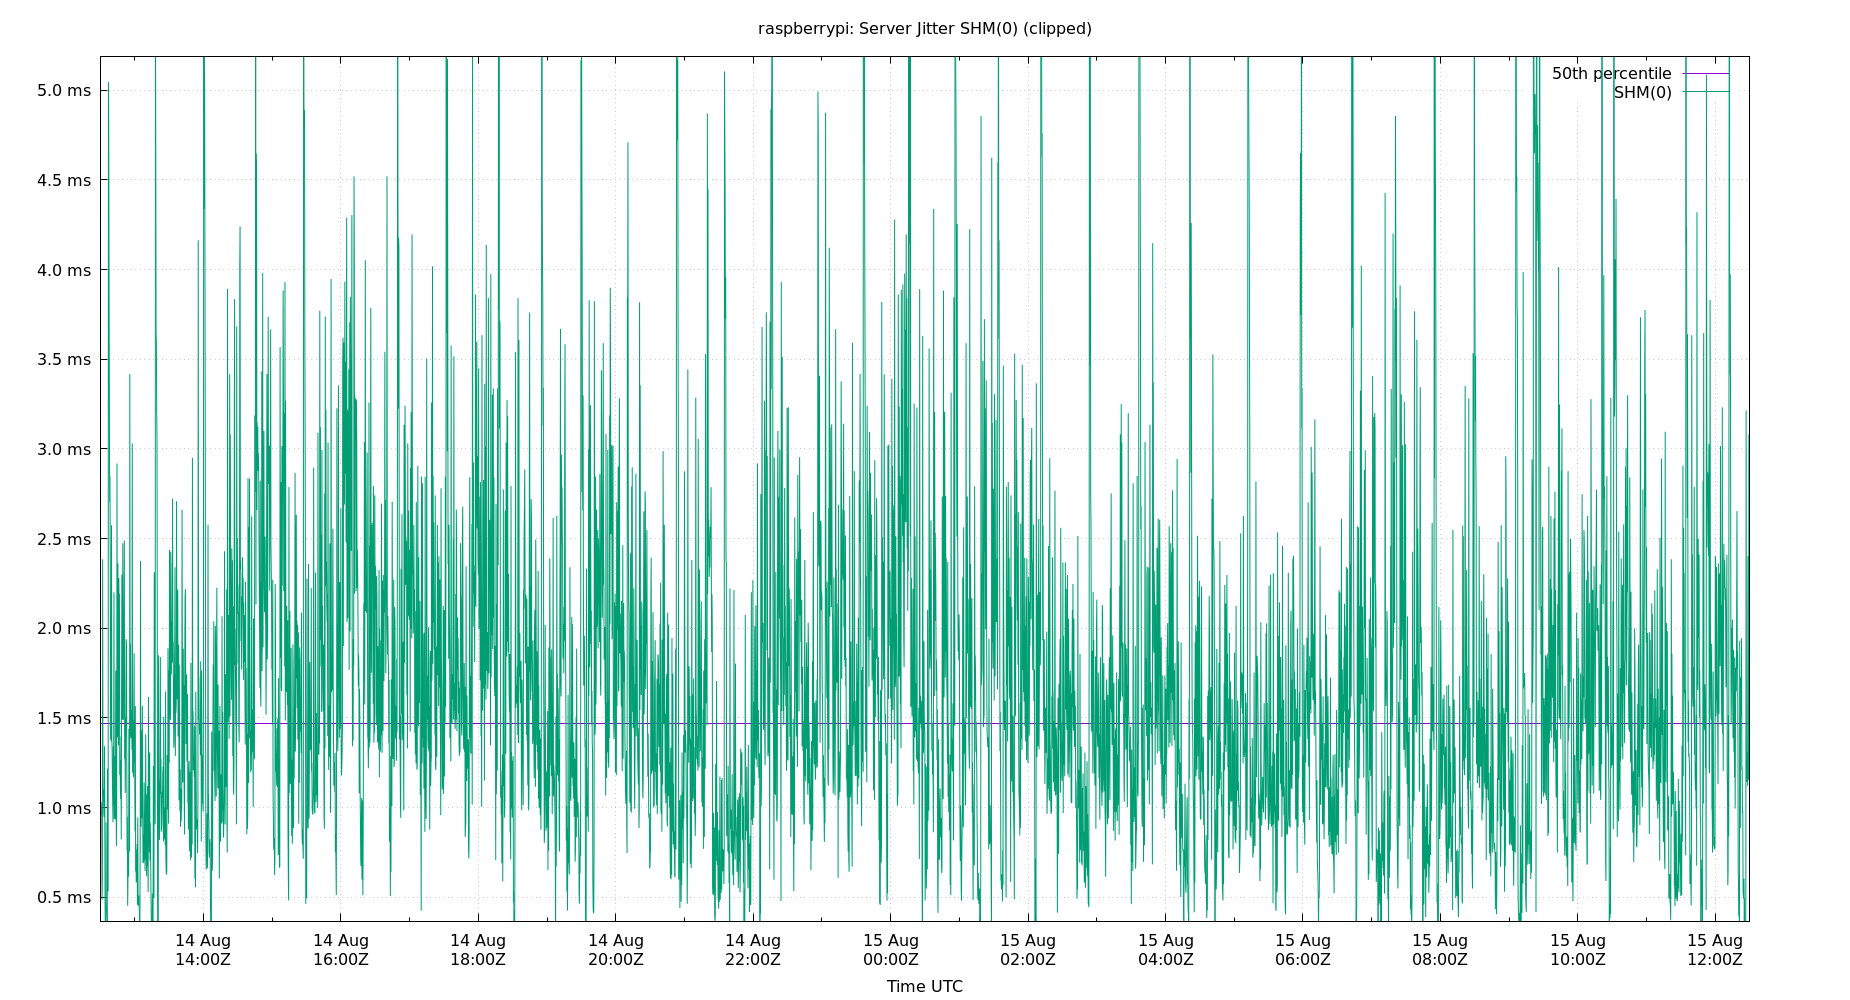 raspberrypi: Server Jitter SHM(0) (clipped)
50th percentile
SHM(0)
5.0 ms
4.5 ms
4.0 ms
3.5 ms
3.0 ms
2.5 ms
2.0 ms
1.5 ms
1.0 ms
0.5 ms
14 Aug 14 Aug 14 Aug 14 Aug 14 Aug 15 Aug 15 Aug 15 Aug 15 Aug 15 Aug 15 Aug 15 Aug
14:00Z 16:00Z 18:00Z 20:00Z 22:00Z 00:00Z 02:00Z 04:00Z 06:00Z 08:00Z 10:00Z 12:00Z
Time UTC